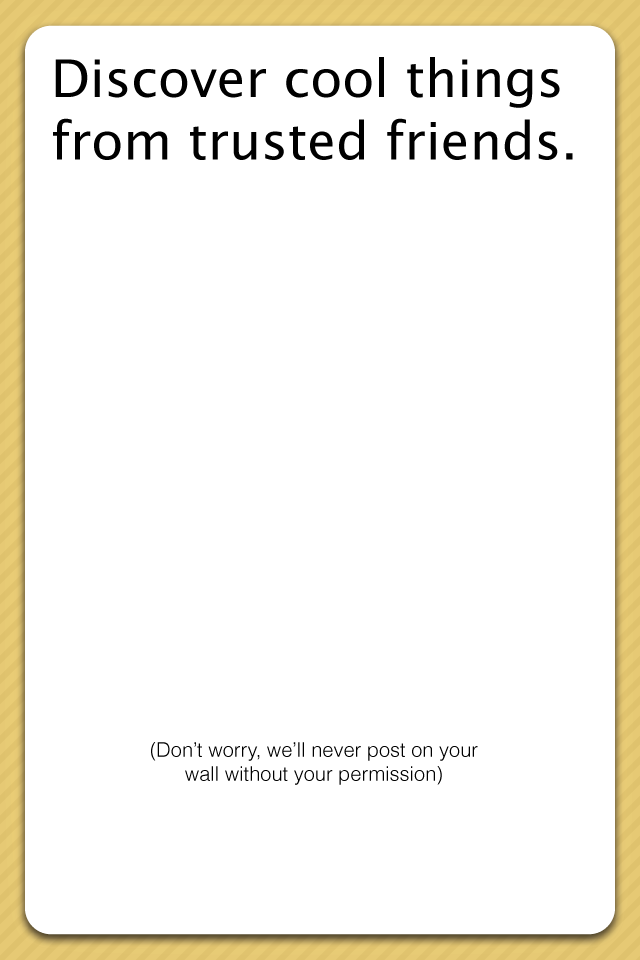 Discover cool things
from trusted friends.
(Don’t worry, we’ll never post on your
wall without your permission)